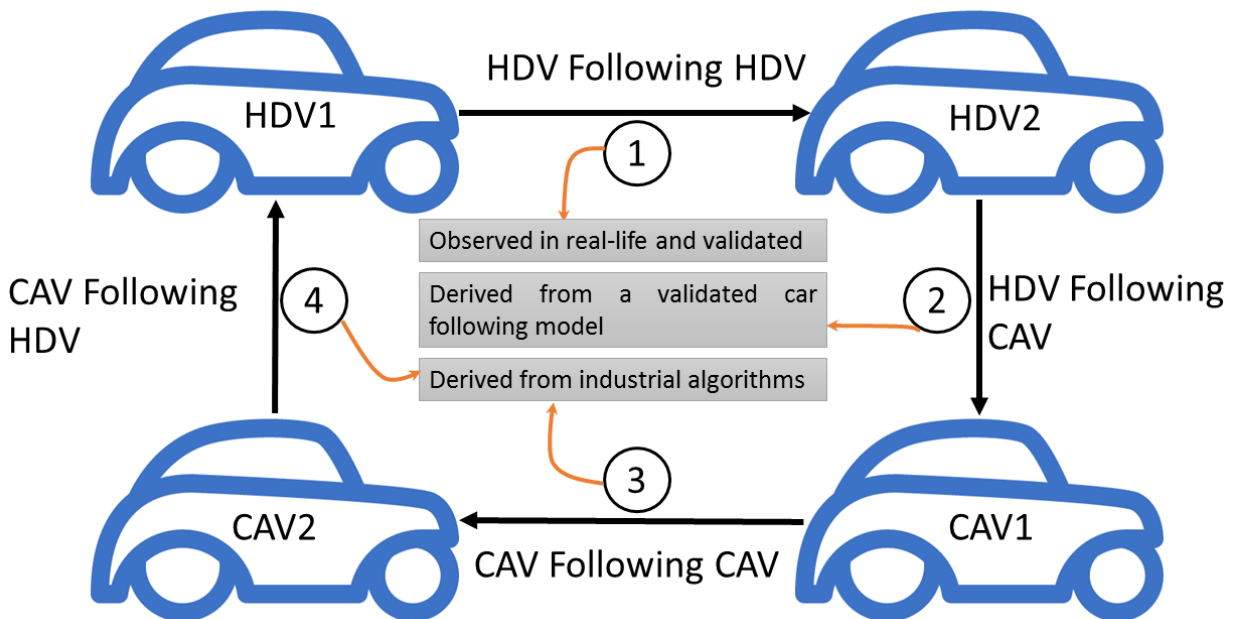 HDV Following HDV
HDV1
HDV2
1
Observed in real-life and validated
CAV Following
HDV
4
Derived from a validated car
following model
2
HDV Following
CAV
Derived from industrial algorithms
3
CAV2
CAV1
CAV Following CAV